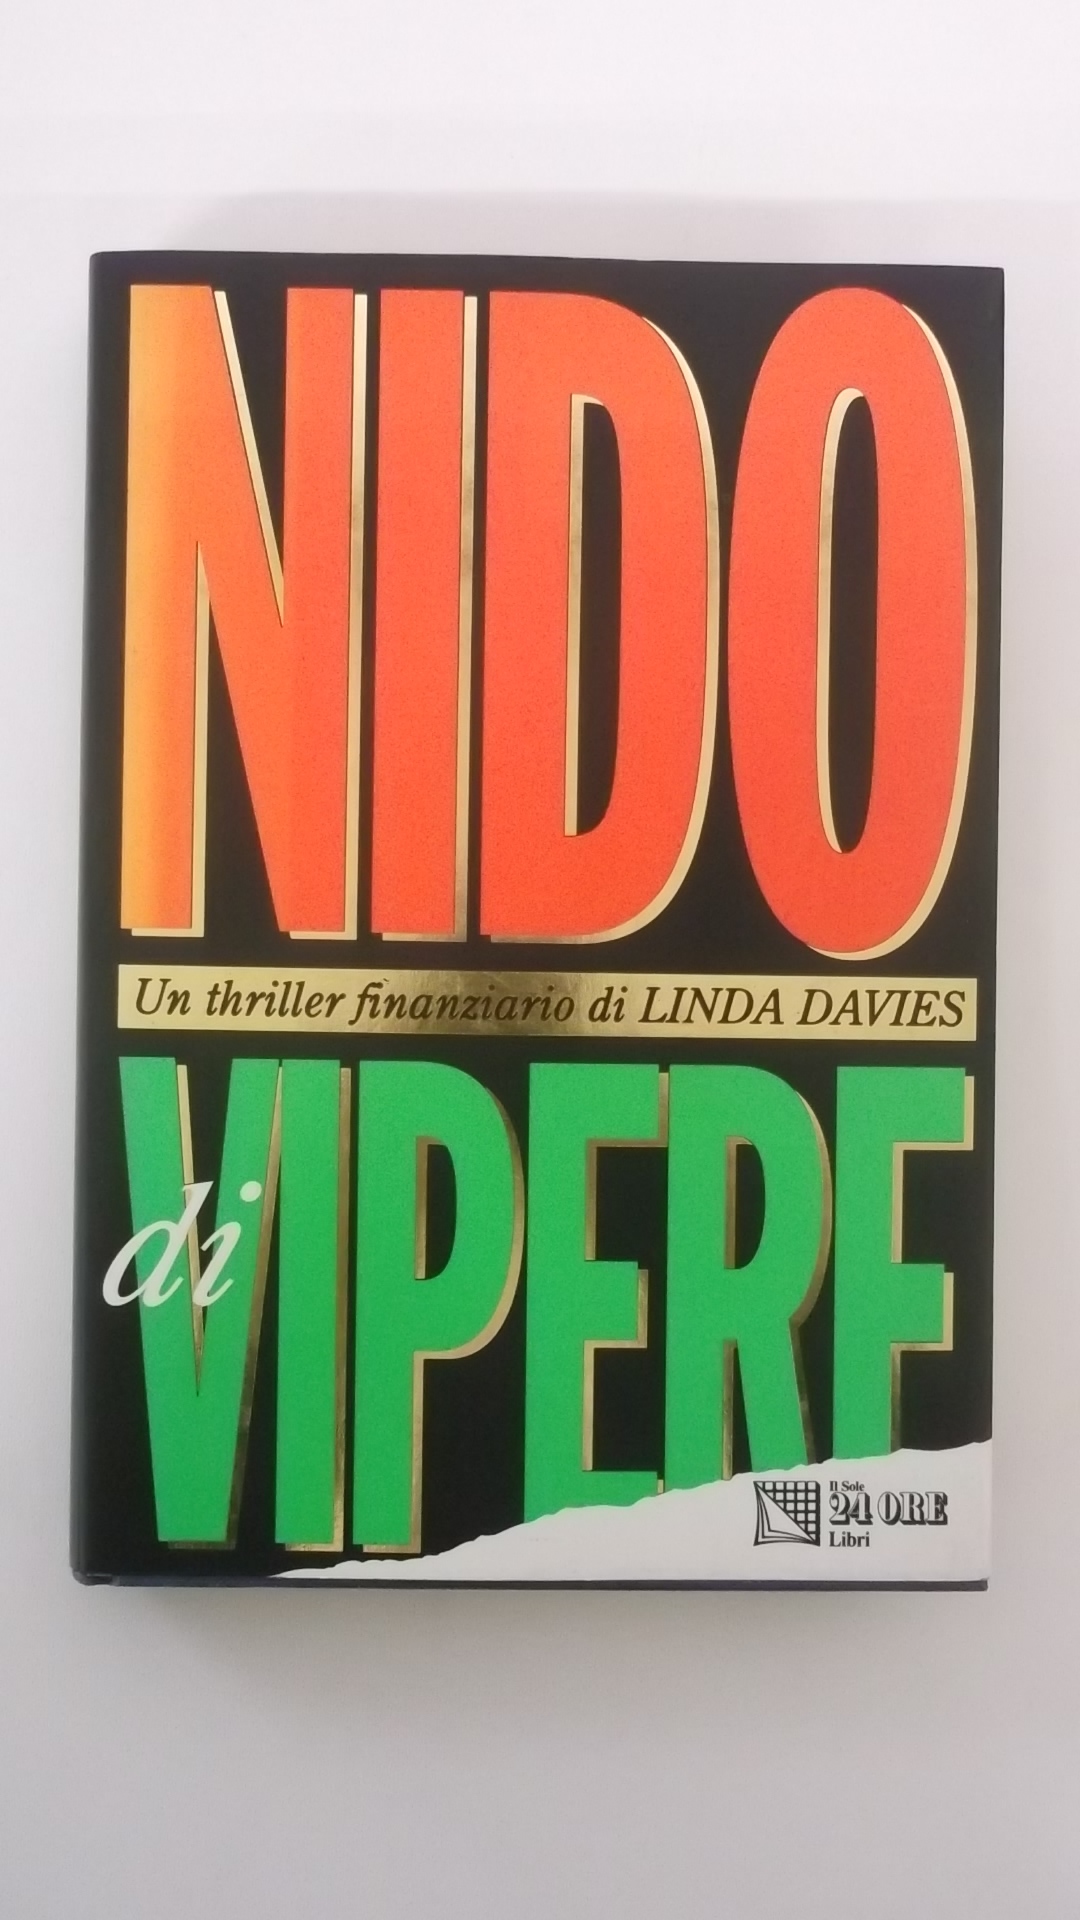 NIDO
Un thriller finanziario di LINDA DAVIES
di VIPERE
Il Sole
24 ORE
Libri